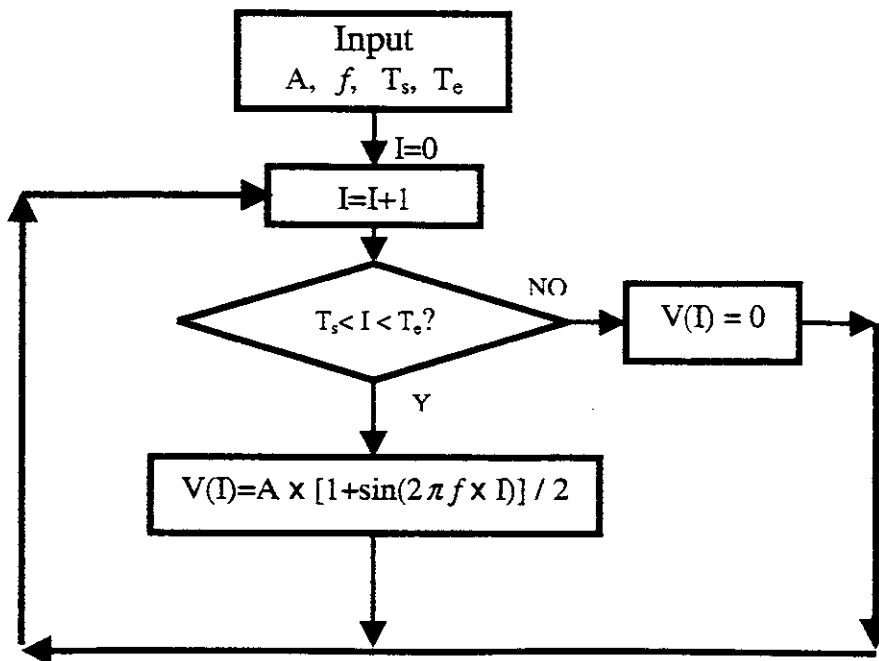 Input
A, f, Tₛ, Tₑ
I=0
I=I+1
NO
Tₛ< I < Tₑ?
V(I) = 0
Y
V(I)=A x [1+sin(2πf x I)] / 2